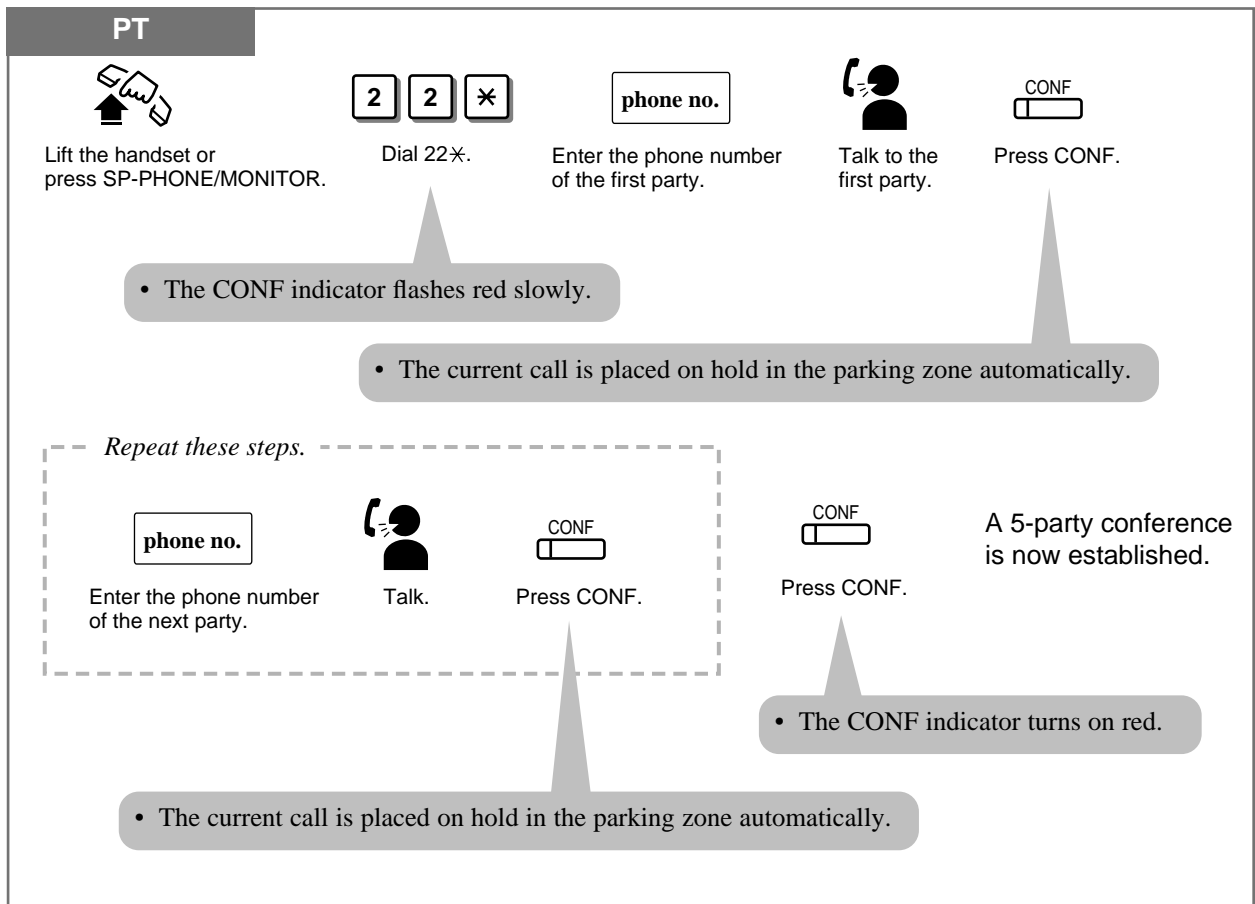 PT
2 2 ✳
phone no.
CONF
Lift the handset or
press SP-PHONE/MONITOR.
Dial 22✳.
Enter the phone number
of the first party.
Talk to the
first party.
Press CONF.
• The CONF indicator flashes red slowly.
• The current call is placed on hold in the parking zone automatically.
Repeat these steps.
phone no.
CONF
Enter the phone number
of the next party.
Talk.
Press CONF.
CONF
Press CONF.
A 5-party conference
is now established.
• The CONF indicator turns on red.
• The current call is placed on hold in the parking zone automatically.